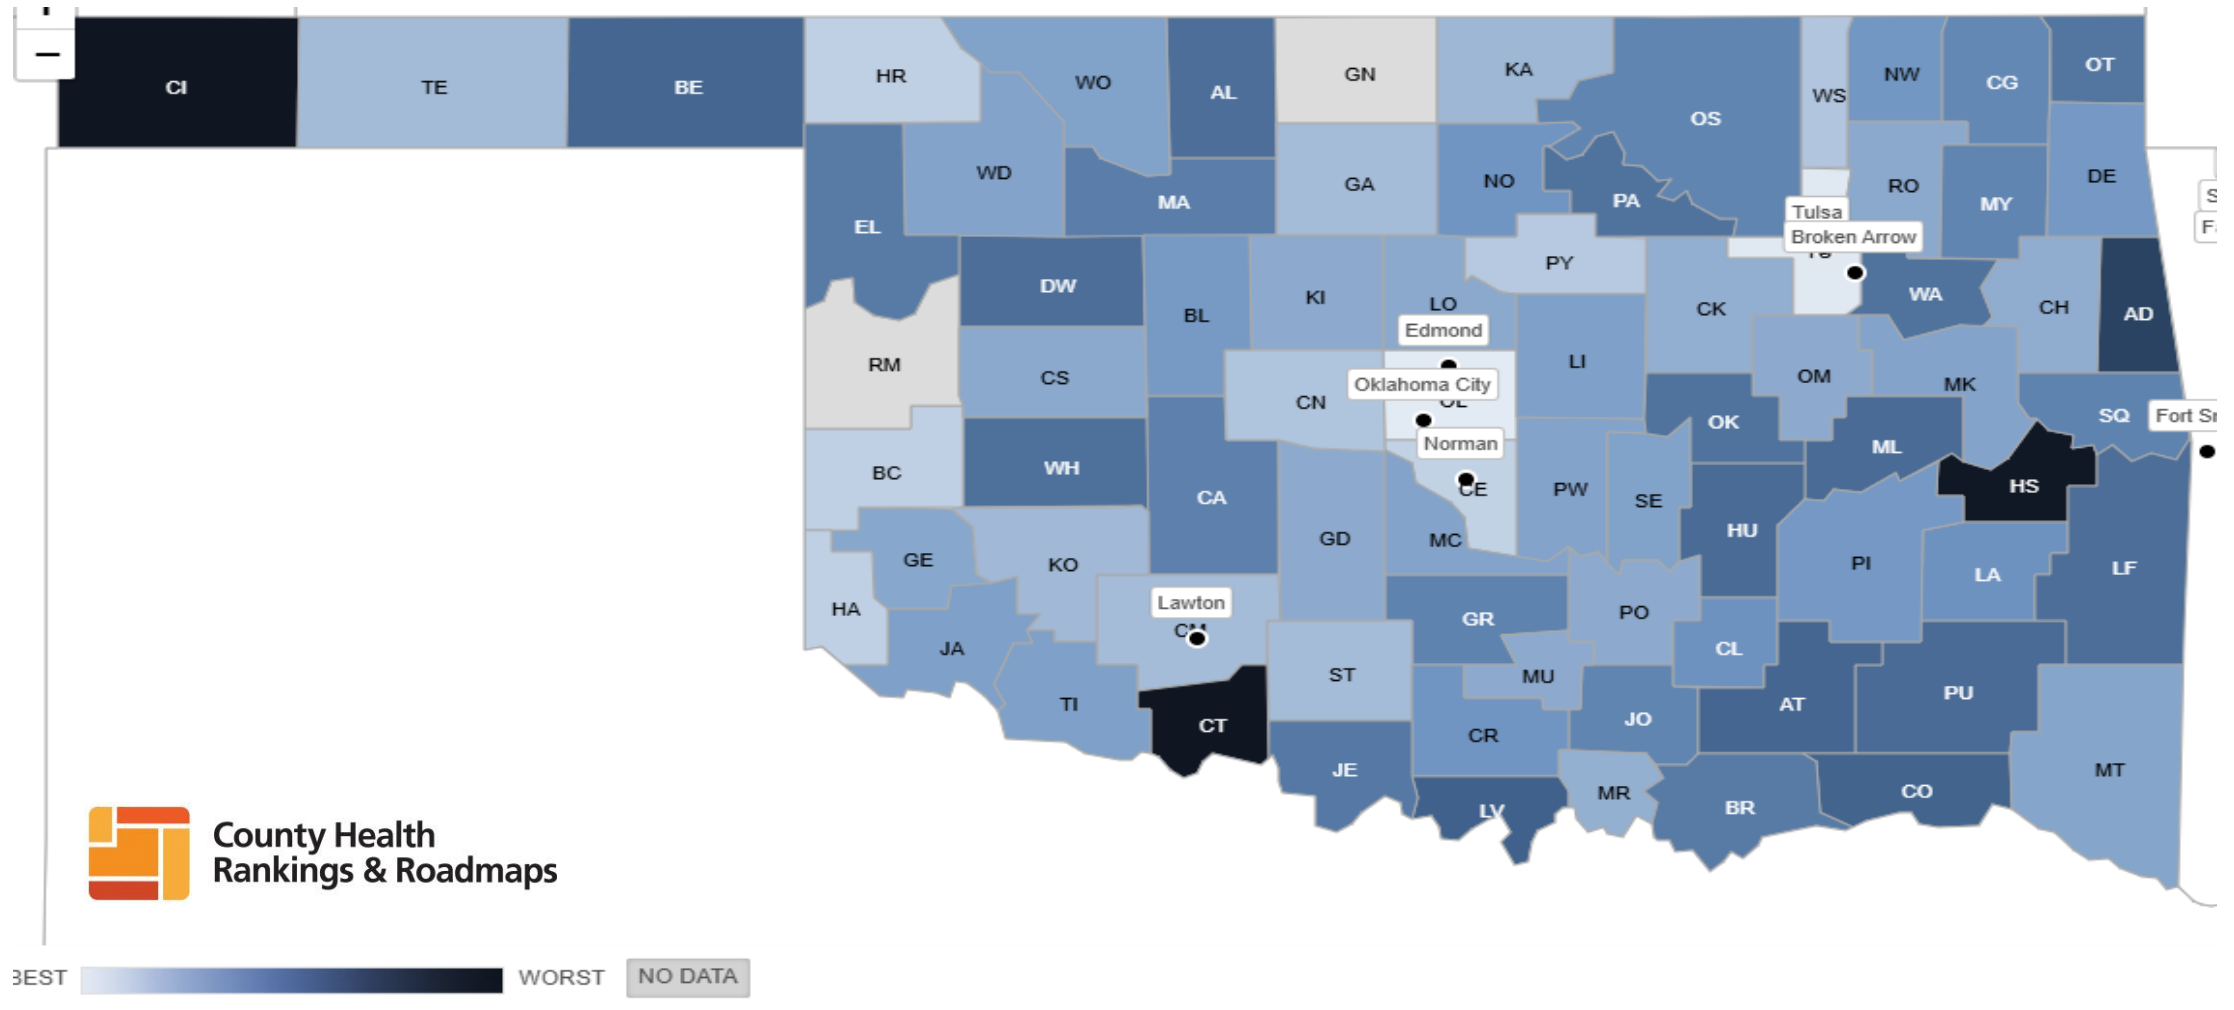 −
CI
TE
BE
HR
WO
AL
GN
KA
OS
WS
NW
CG
OT
WD
MA
GA
NO
PA
RO
MY
DE
EL
Tulsa
Broken Arrow
DW
BL
KI
LO
PY
CK
WA
CH
AD
Edmond
RM
CS
CN
Oklahoma City
LI
OM
MK
SQ
Norman
OK
ML
BC
WH
CA
CE
PW
SE
HS
GE
KO
GD
MC
HU
PI
LA
LF
HA
Lawton
CM
GR
PO
JA
TI
ST
MU
CL
CT
CR
JO
AT
PU
JE
LV
MR
BR
CO
MT
County Health
Rankings & Roadmaps
BEST
WORST
NO DATA